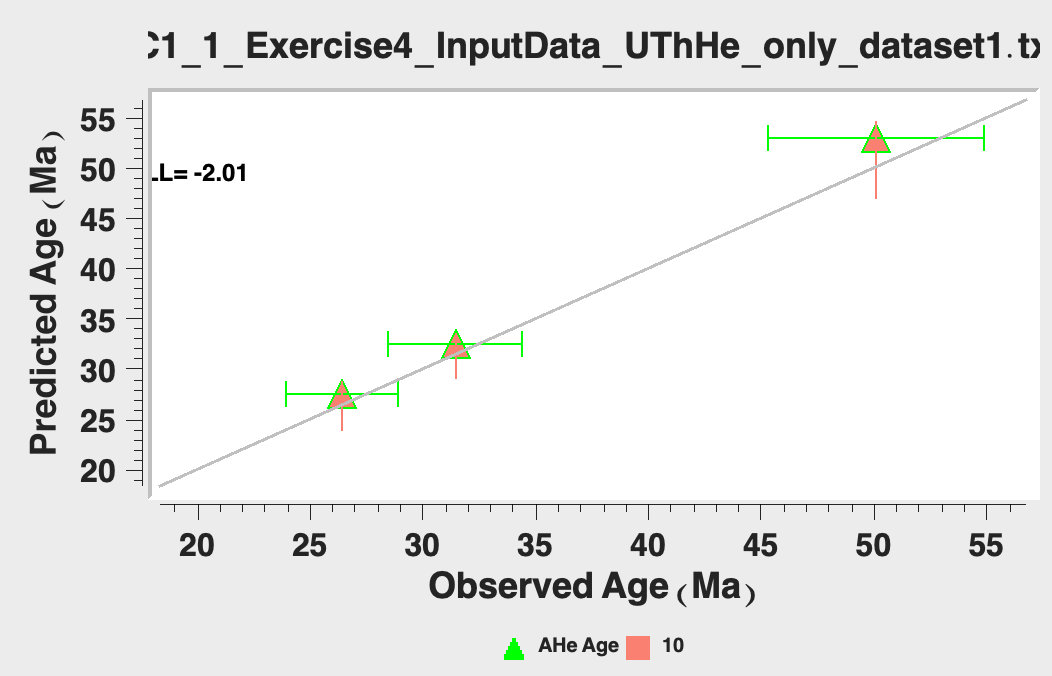 C1_1_Exercise4_InputData_UThHe_only_dataset1.tx
Predicted Age (Ma)
55
50
LL= -2.01
45
40
35
30
25
20
20 25 30 35 40 45 50 55
Observed Age (Ma)
AHe Age 10